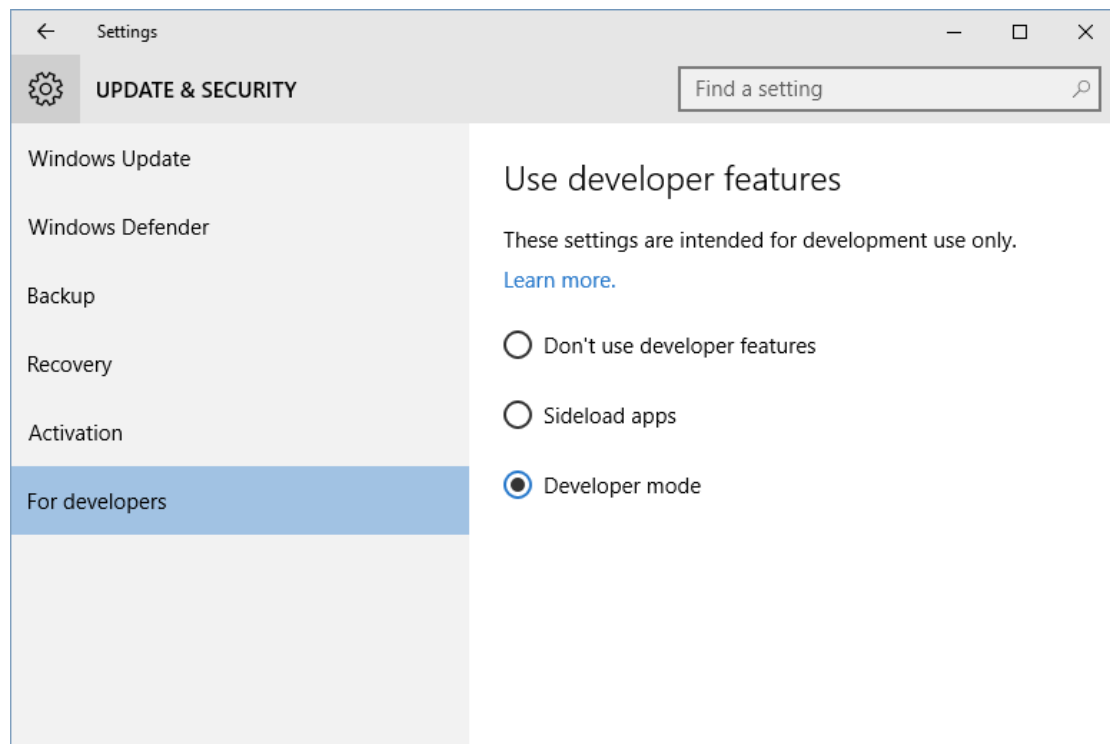 Settings
UPDATE & SECURITY
Find a setting
Windows Update
Windows Defender
Backup
Recovery
Activation
For developers
Use developer features
These settings are intended for development use only.
Learn more.
Don't use developer features
Sideload apps
Developer mode